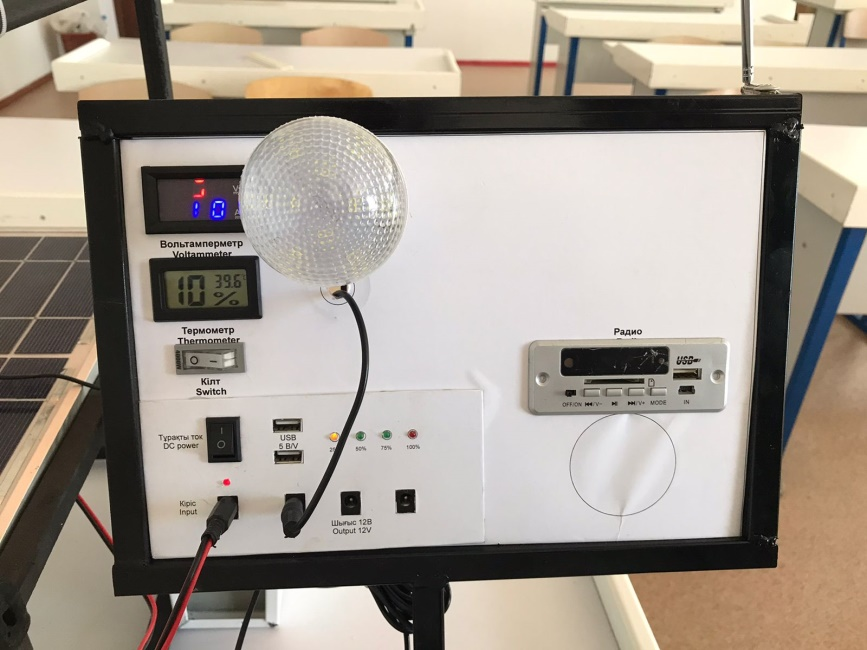 10
Вольтамперметр
Voltammeter
10% 39.6
Термометр
Thermometer
Кілт
Switch
Радио
USB
OFF/ON |◄◄/V- ►|| ►►|/V+ MODE IN
Тұрақты ток
DC power
USB
5 В/V
50% 75% 100%
Кіріс
Input
Шығыс 12В
Output 12V